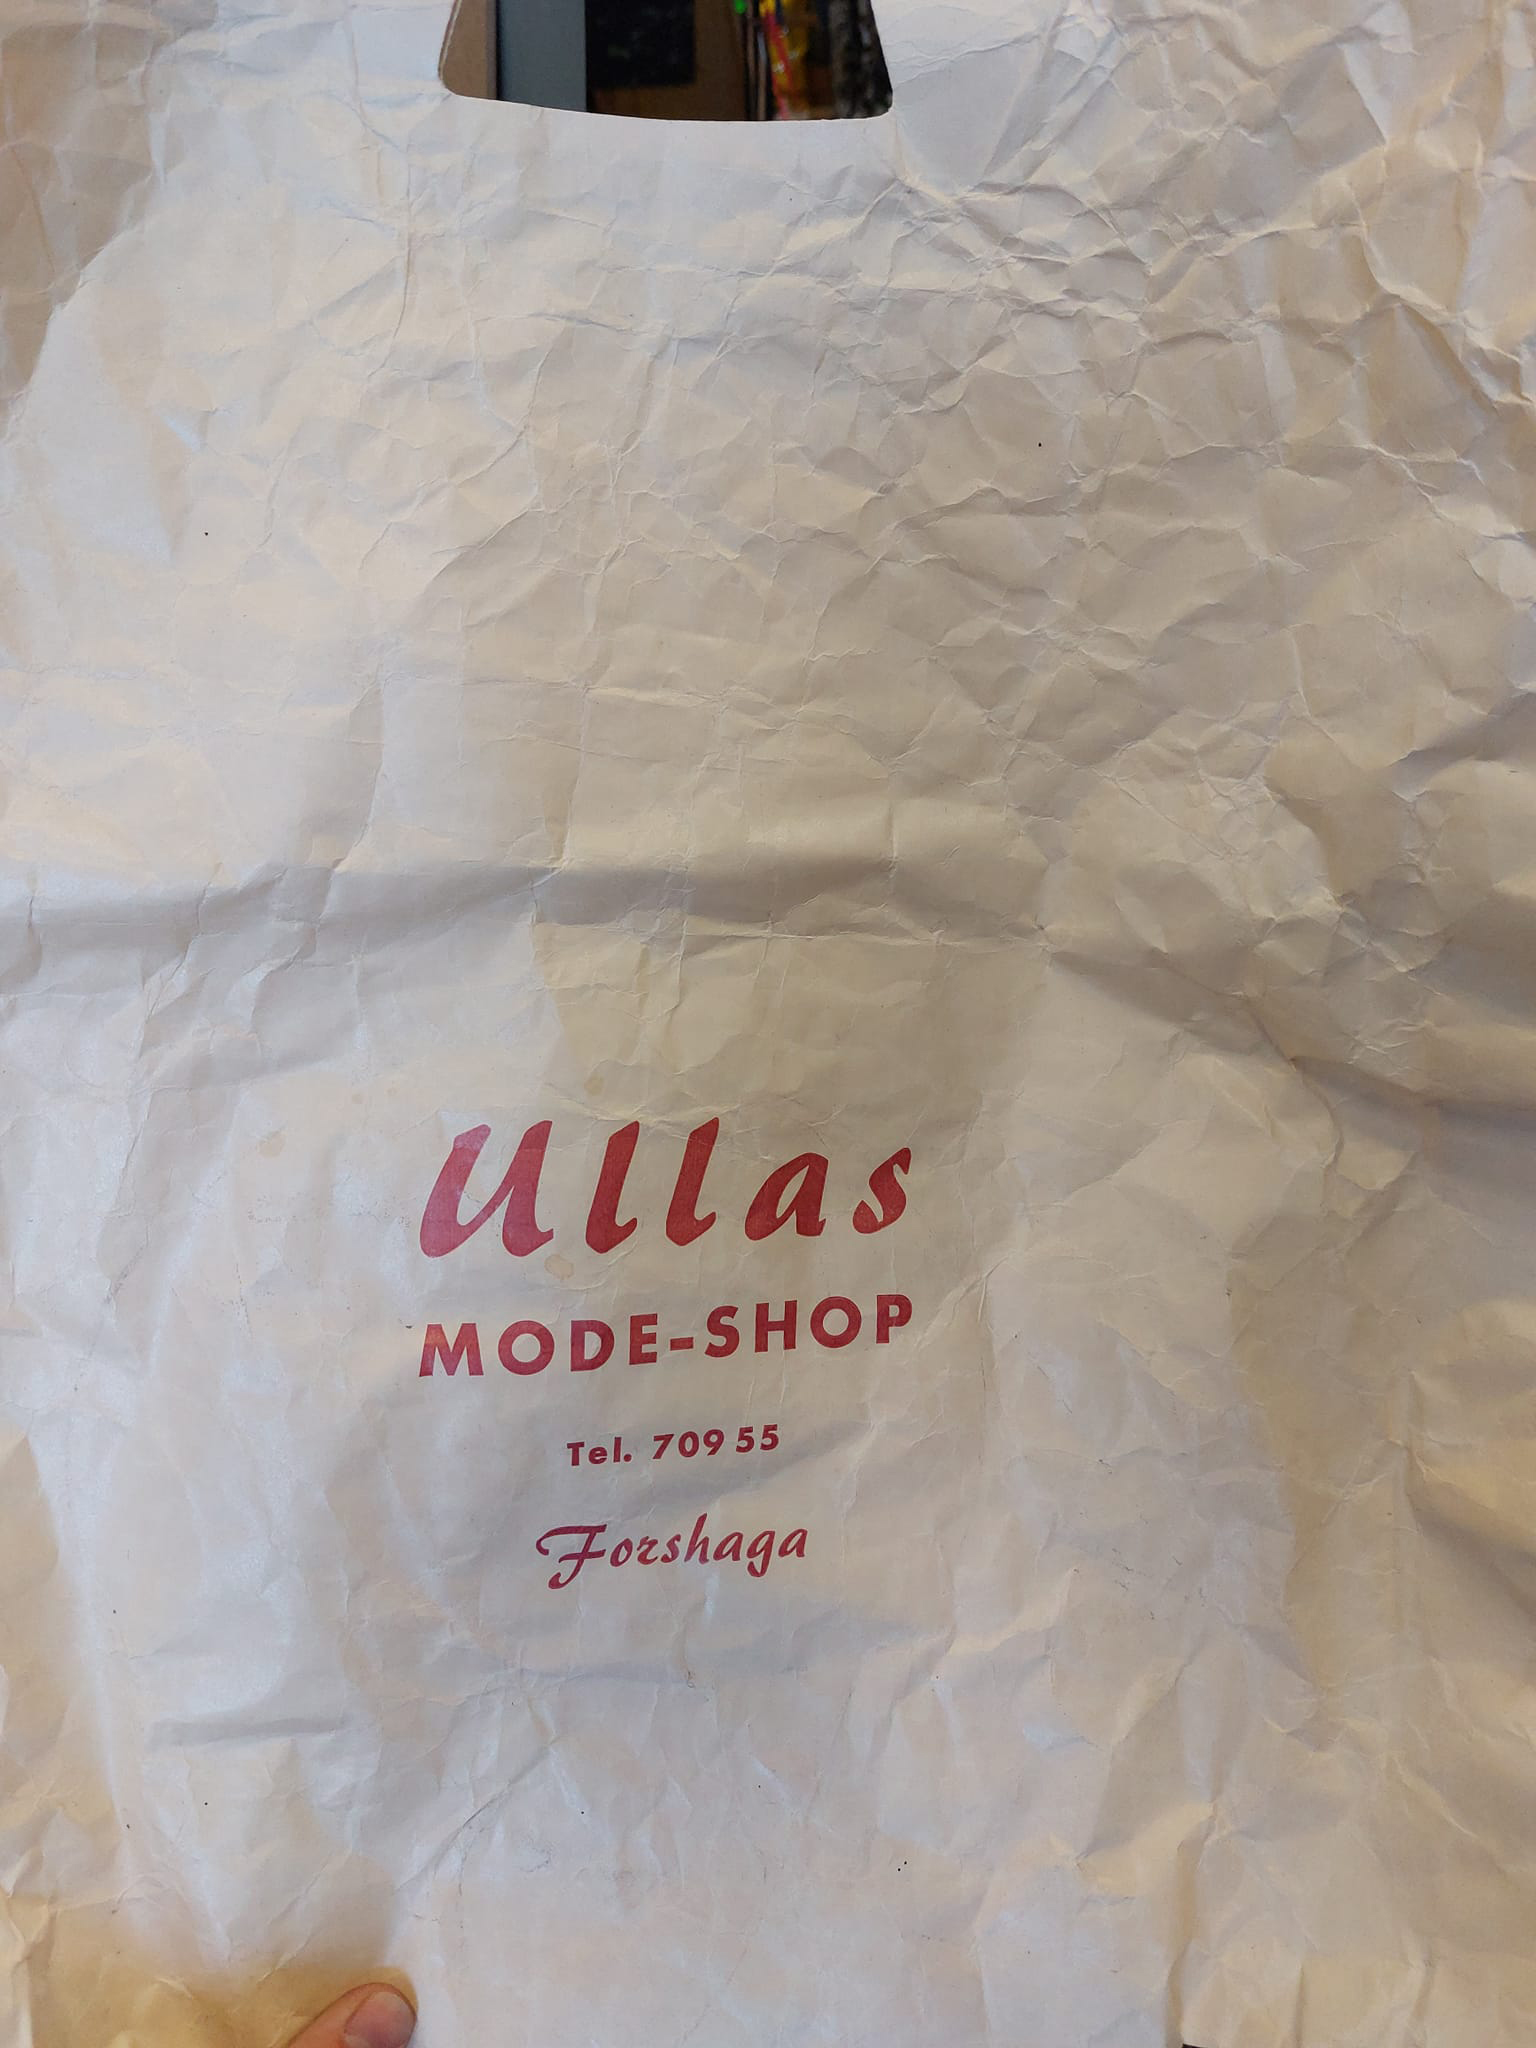 Ullas
MODE-SHOP
Tel. 709 55
Forshaga